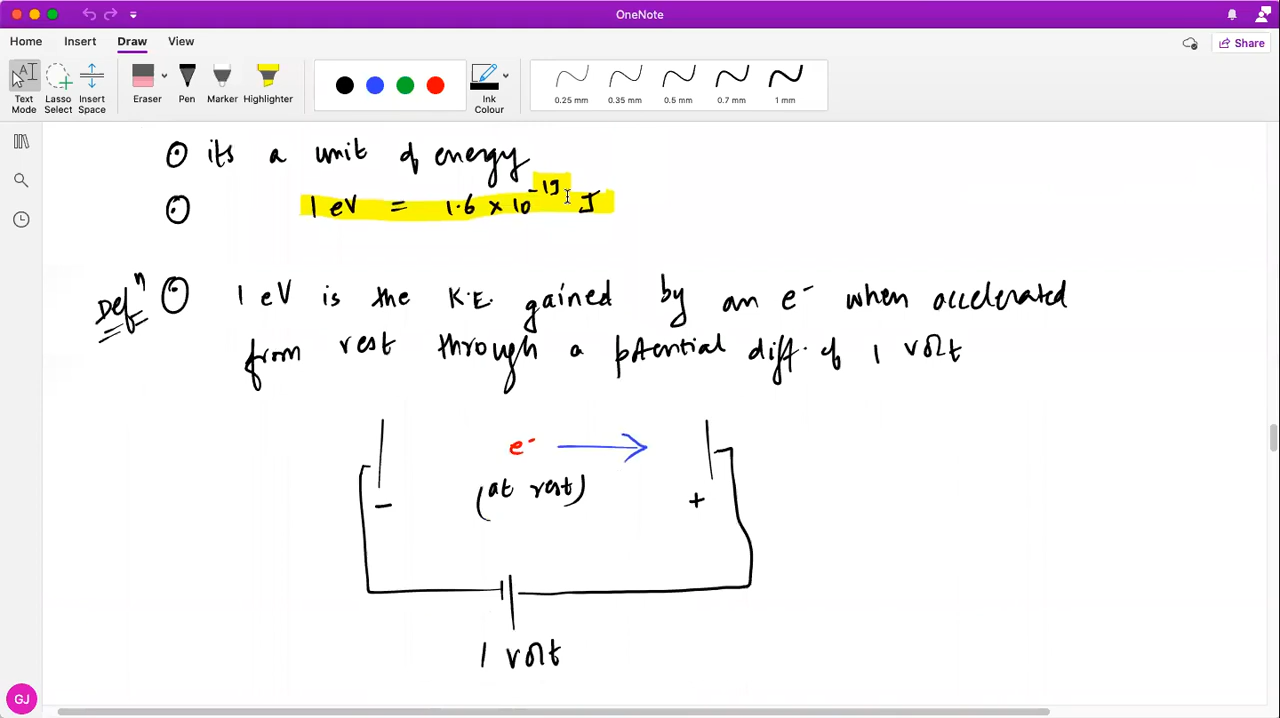 OneNote
Home Insert Draw View
Share
Text Mode
Lasso Select
Insert Space
Eraser
Pen
Marker
Highlighter
Ink Colour
0.25 mm
0.35 mm
0.5 mm
0.7 mm
1 mm
its a unit of energy
1 eV = 1.6 × 10⁻¹⁹ J
Defⁿ 1 eV is the K.E. gained by an e⁻ when accelerated
from rest through a potential diff. of 1 volt
e⁻
(at rest)
− +
1 volt
GJ